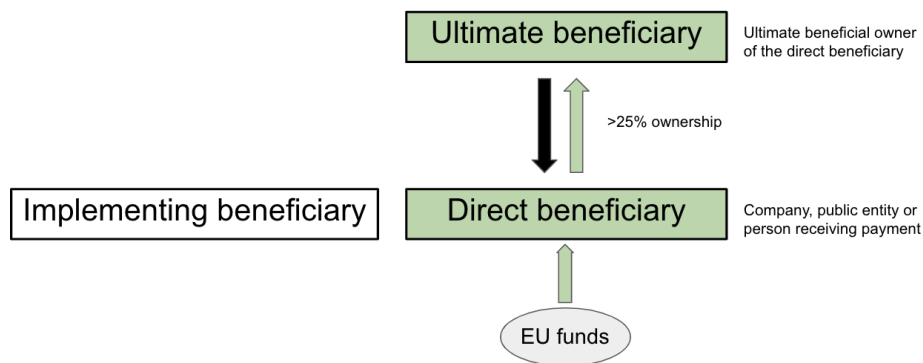 Ultimate beneficiary
Ultimate beneficial owner
of the direct beneficiary
>25% ownership
Implementing beneficiary
Direct beneficiary
Company, public entity or
person receiving payment
EU funds